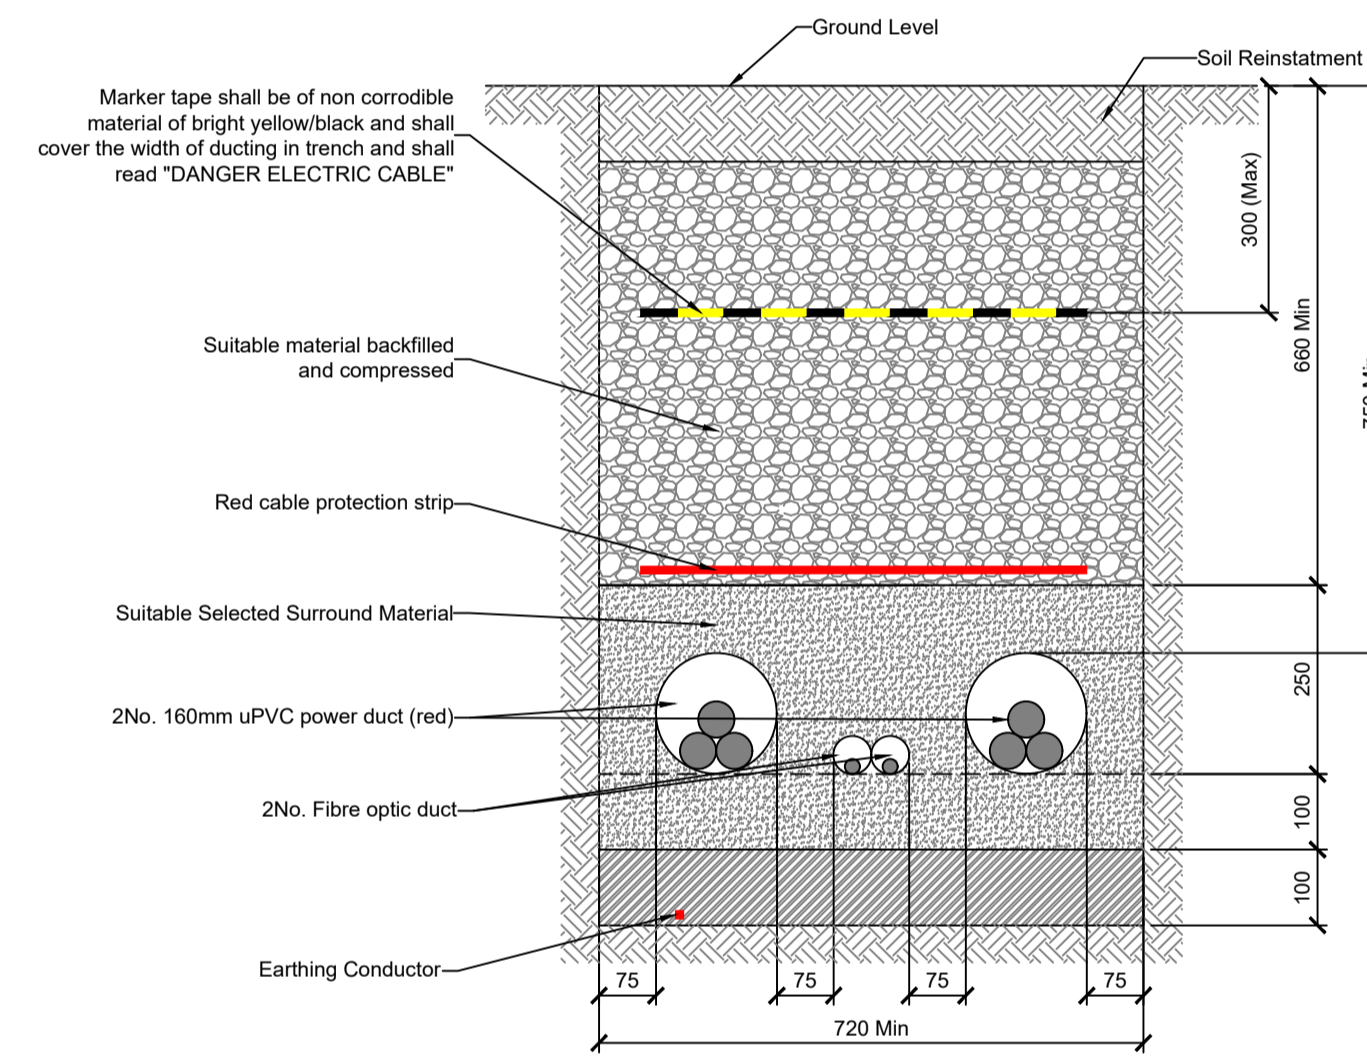 Ground Level
Soil Reinstatment
Marker tape shall be of non corrodible
material of bright yellow/black and shall
cover the width of ducting in trench and shall
read "DANGER ELECTRIC CABLE"
300 (Max)
660 Min
Suitable material backfilled
and compressed
Red cable protection strip
Suitable Selected Surround Material
250
2No. 160mm uPVC power duct (red)
2No. Fibre optic duct
100
100
Earthing Conductor
75
75
75
75
720 Min